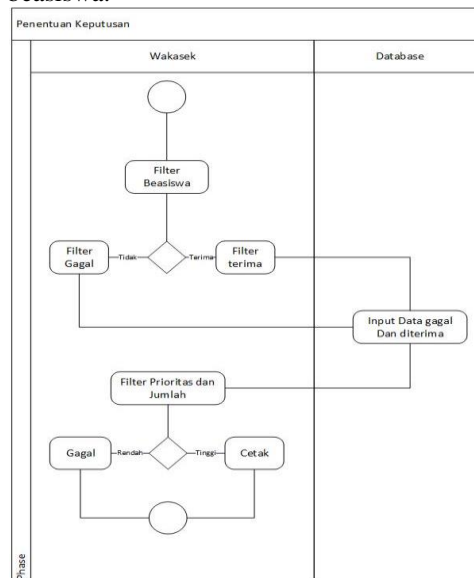 Penentuan Keputusan
Wakasek
Database
Filter
Beasiswa
Filter
Gagal
Tidak
Terima
Filter
terima
Input Data gagal
Dan diterima
Filter Prioritas dan
Jumlah
Gagal
Rendah
Tinggi
Cetak
Phase